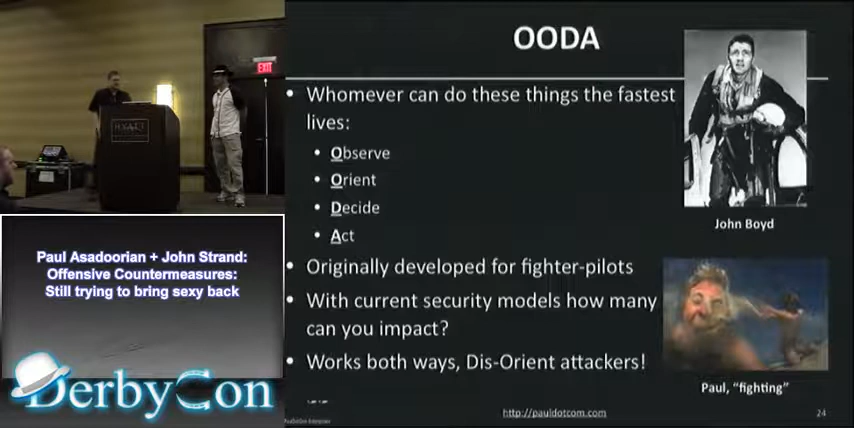 EXIT
HYATT
Paul Asadoorian + John Strand:
Offensive Countermeasures:
Still trying to bring sexy back
DerbyCon
OODA
• Whomever can do these things the fastest
lives:
• Observe
• Orient
• Decide
• Act
• Originally developed for fighter-pilots
• With current security models how many
can you impact?
• Works both ways, Dis-Orient attackers!
John Boyd
Paul, "fighting"
http://pauldotcom.com
24